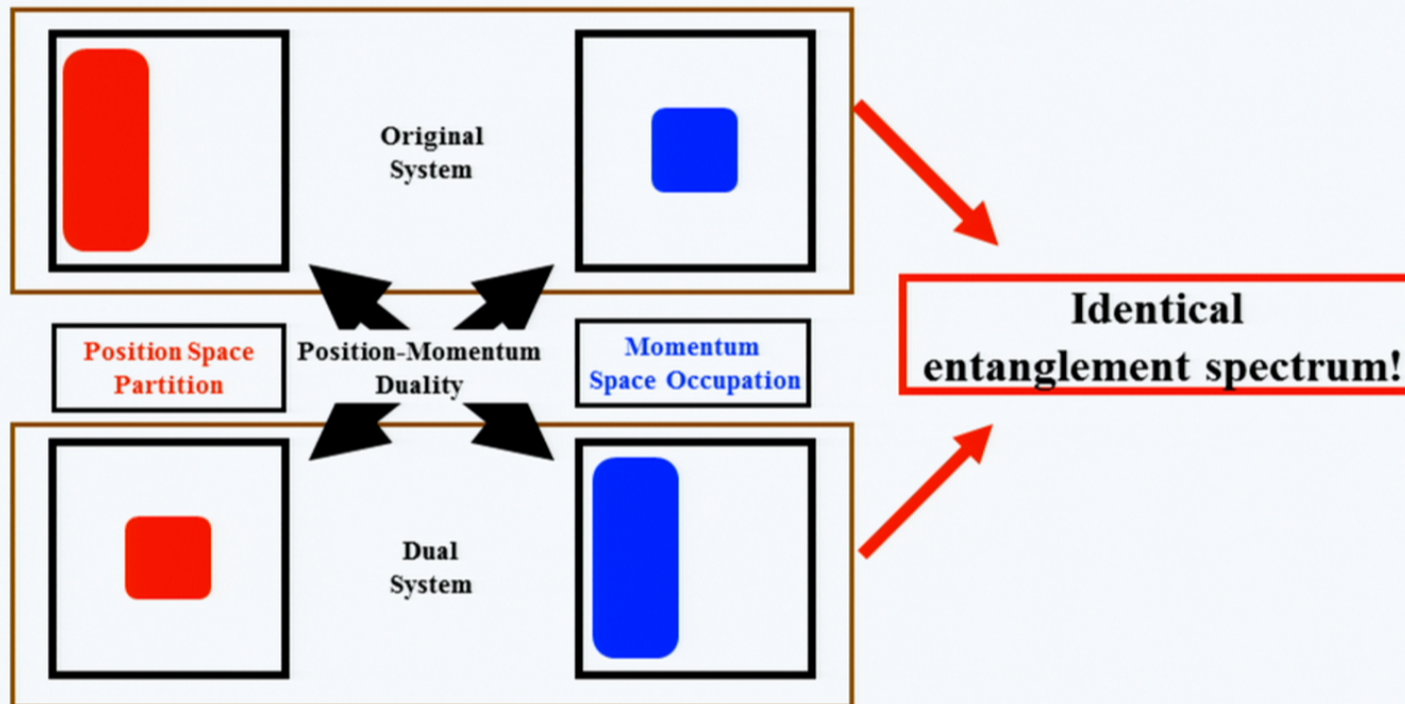 Original
System
Position Space
Partition
Position-Momentum
Duality
Momentum
Space Occupation
Identical
entanglement spectrum!
Dual
System